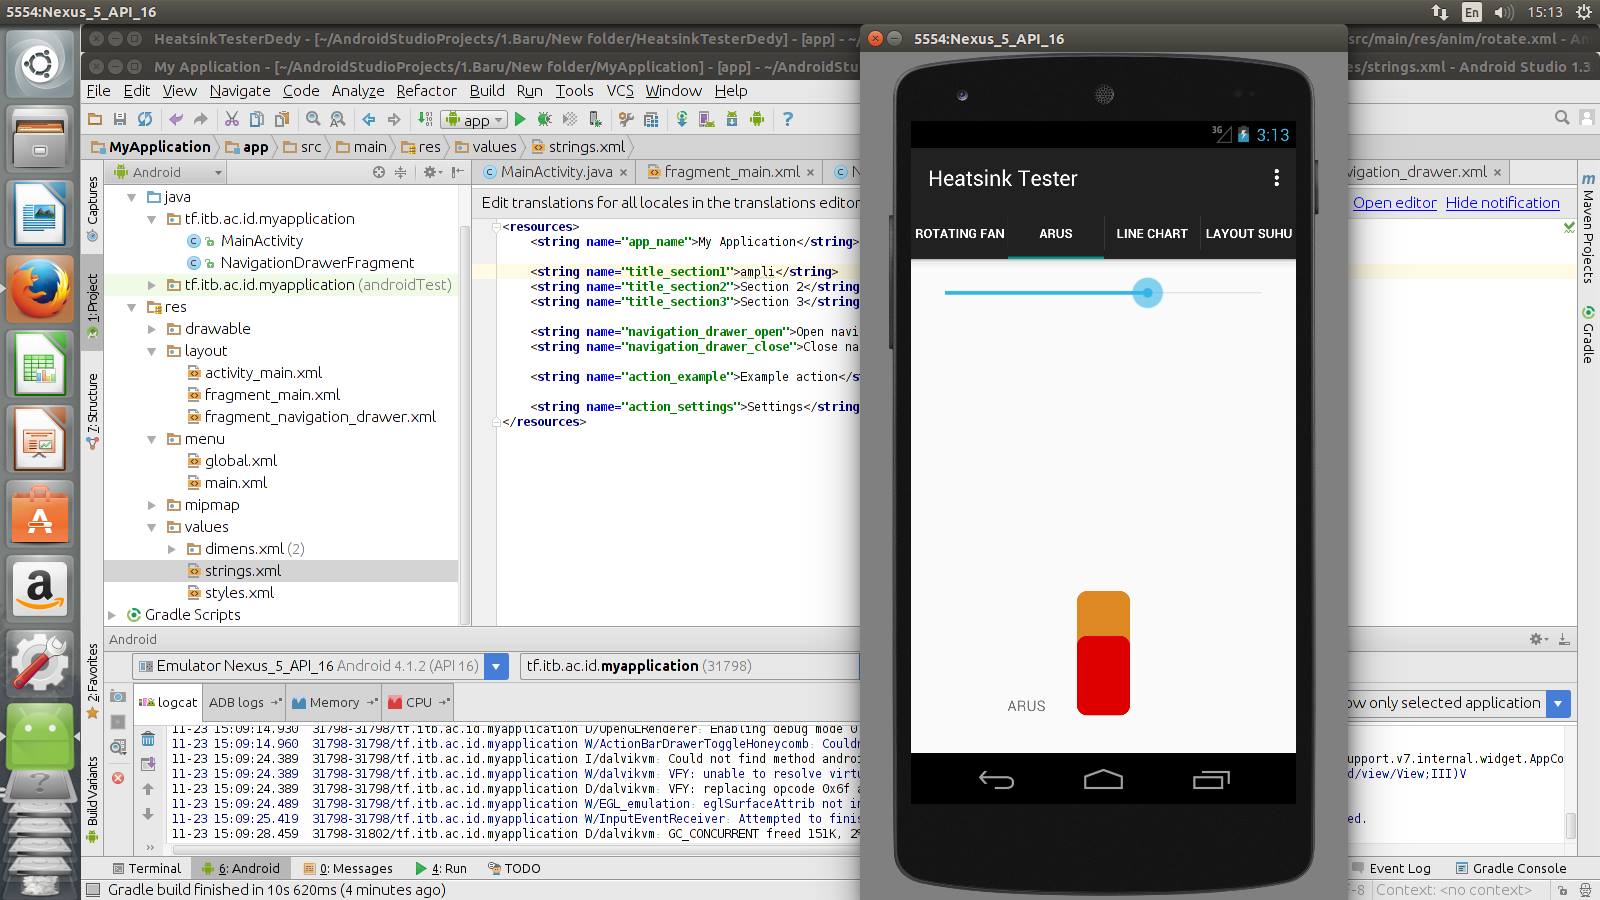 5554:Nexus_5_API_16
En
15:13
HeatsinkTesterDedy - [~/AndroidStudioProjects/1.Baru/New folder/HeatsinkTesterDedy] - [app] - [~/
src/main/res/anim/rotate.xml - An
My Application - [~/AndroidStudioProjects/1.Baru/New folder/MyApplication] - [app] - ~/AndroidSt
es/strings.xml - Android Studio 1.3
File Edit View Navigate Code Analyze Refactor Build Run Tools VCS Window Help
app
MyApplication app src main res values strings.xml
Android
MainActivity.java fragment_main.xml N
vigation_drawer.xml
Edit translations for all locales in the translations editor
Open editor Hide notification
Captures
1: Project
7: Structure
2: Favorites
Build Variants
java
tf.itb.ac.id.myapplication
MainActivity
NavigationDrawerFragment
tf.itb.ac.id.myapplication (androidTest)
res
drawable
layout
activity_main.xml
fragment_main.xml
fragment_navigation_drawer.xml
menu
global.xml
main.xml
mipmap
values
dimens.xml (2)
strings.xml
styles.xml
Gradle Scripts
<resources>
<string name="app_name">My Application</string>
<string name="title_section1">ampli</string>
<string name="title_section2">Section 2</string>
<string name="title_section3">Section 3</string>
<string name="navigation_drawer_open">Open navi
<string name="navigation_drawer_close">Close na
<string name="action_example">Example action</s
<string name="action_settings">Settings</string
</resources>
5554:Nexus_5_API_16
3G
3:13
Heatsink Tester
ROTATING FAN ARUS LINE CHART LAYOUT SUHU
ARUS
m Maven Projects
Gradle
Android
Emulator Nexus_5_API_16 Android 4.1.2 (API 16)
tf.itb.ac.id.myapplication (31798)
ow only selected application
logcat ADB logs Memory CPU
11-23 15:09:14.930 31798-31798/tf.itb.ac.id.myapplication D/OpenGLRenderer: Enabling debug mode 0
11-23 15:09:14.960 31798-31798/tf.itb.ac.id.myapplication W/ActionBarDrawerToggleHoneycomb: Couldn
11-23 15:09:24.389 31798-31798/tf.itb.ac.id.myapplication I/dalvikvm: Could not find method androi
upport.v7.internal.widget.AppCo
11-23 15:09:24.389 31798-31798/tf.itb.ac.id.myapplication W/dalvikvm: VFY: unable to resolve virtu
d/view/View;III)V
11-23 15:09:24.389 31798-31798/tf.itb.ac.id.myapplication D/dalvikvm: VFY: replacing opcode 0x6f a
11-23 15:09:24.489 31798-31798/tf.itb.ac.id.myapplication W/EGL_emulation: eglSurfaceAttrib not im
11-23 15:09:25.419 31798-31798/tf.itb.ac.id.myapplication W/InputEventReceiver: Attempted to finis
ed.
11-23 15:09:28.459 31798-31802/tf.itb.ac.id.myapplication D/dalvikvm: GC_CONCURRENT freed 151K, 2%
Terminal 6: Android 0: Messages 4: Run TODO
Event Log Gradle Console
Gradle build finished in 10s 620ms (4 minutes ago)
F-8 Context: <no context>